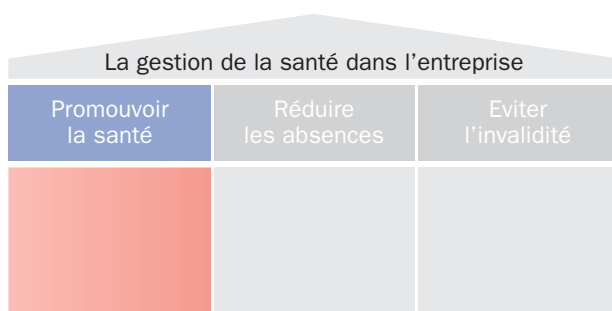 La gestion de la santé dans l’entreprise
Promouvoir
la santé
Réduire
les absences
Eviter
l’invalidité